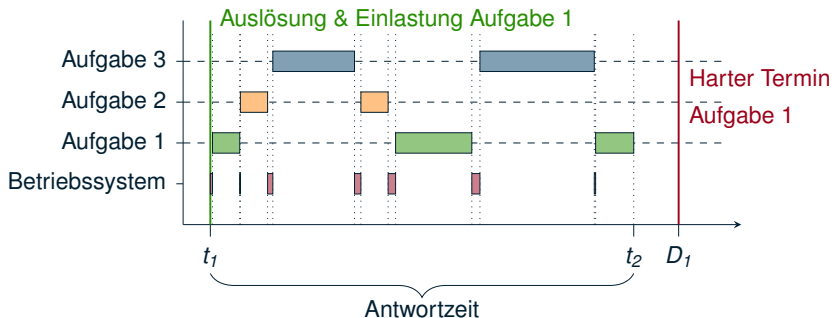 Auslösung & Einlastung Aufgabe 1
Aufgabe 3
Harter Termin
Aufgabe 2
Aufgabe 1
Aufgabe 1
Betriebssystem
t1
t2
D1
Antwortzeit